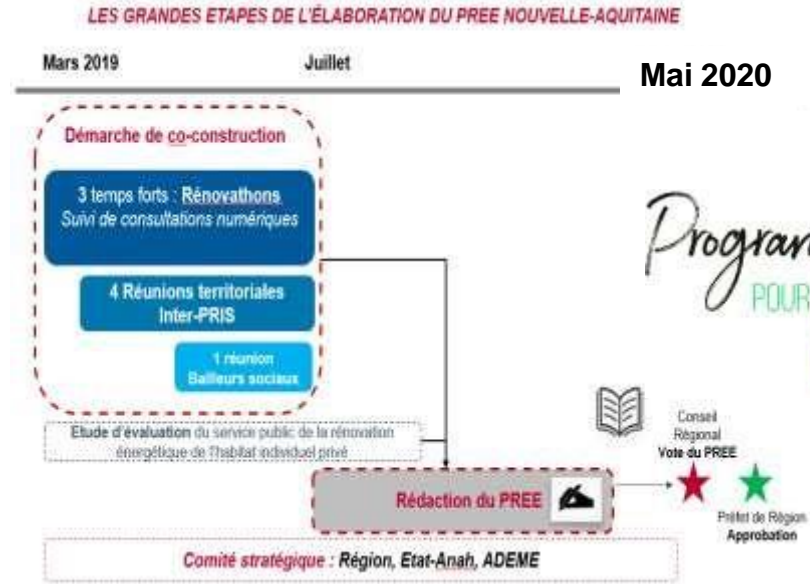 LES GRANDES ETAPES DE L'ÉLABORATION DU PREE NOUVELLE-AQUITAINE
Mars 2019
Juillet
Mai 2020
Démarche de co-construction
3 temps forts : Rénovathons
Suivi de consultations numériques
4 Réunions territoriales
Inter-PRIS
1 réunion
Bailleurs sociaux
Program
POUR
Etude d'évaluation du service public de la rénovation
énergétique de l'habitat individuel privé
Conseil
Régional
Vote du PREE
Rédaction du PREE
Préfet de Région
Approbation
Comité stratégique : Région, Etat-Anah, ADEME